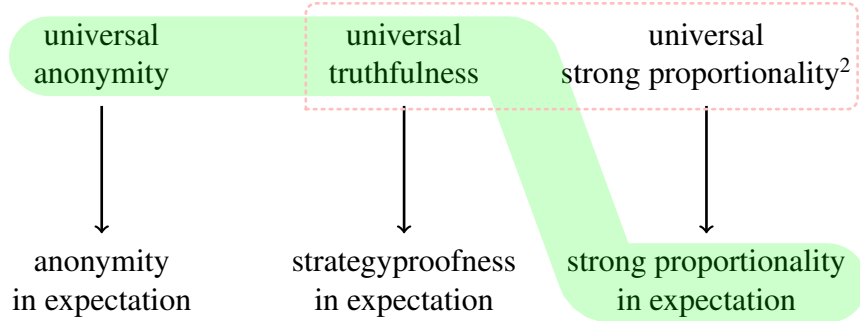 universal
anonymity
universal
truthfulness
universal
strong proportionality²
anonymity
in expectation
strategyproofness
in expectation
strong proportionality
in expectation